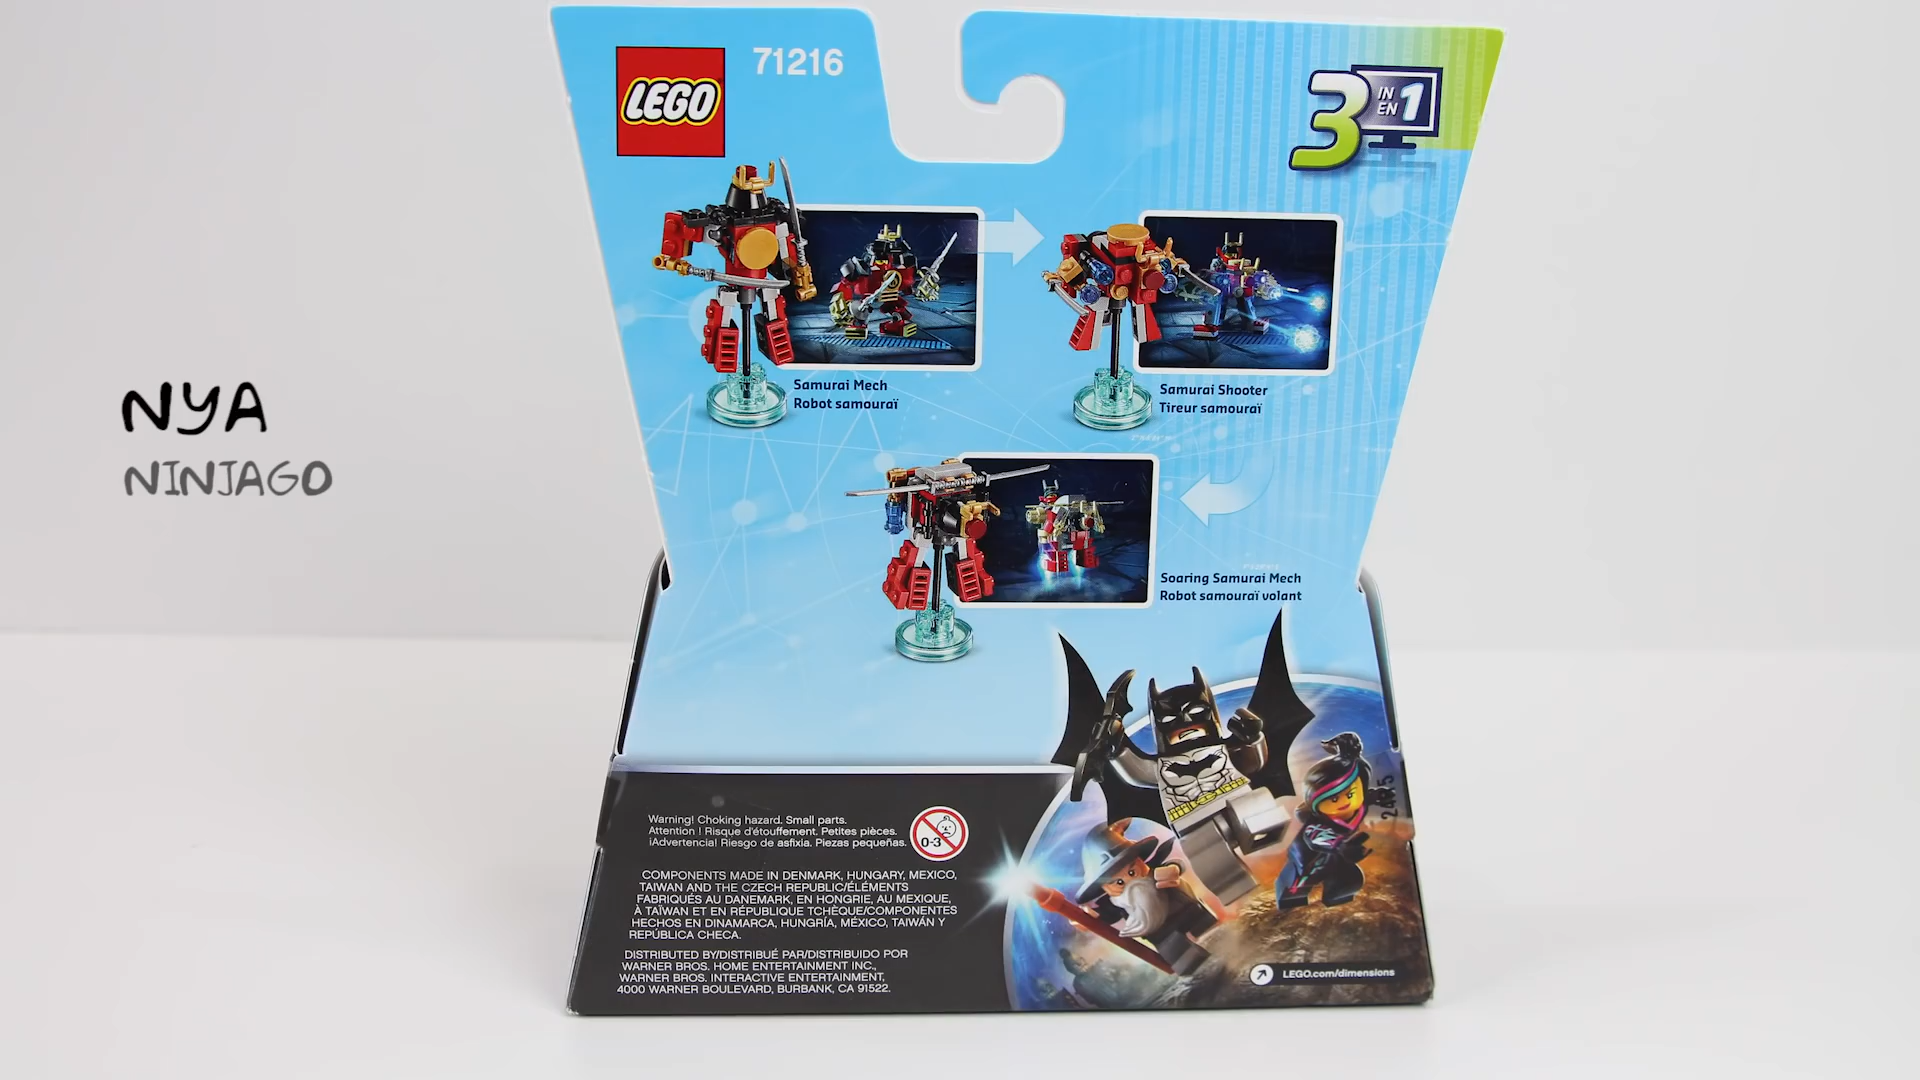 LEGO
71216
3 IN EN 1
NYA
NINJAGO
Samurai Mech
Robot samouraï
Samurai Shooter
Tireur samouraï
Soaring Samurai Mech
Robot samouraï volant
Warning! Choking hazard. Small parts.
Attention ! Risque d'étouffement. Petites pièces.
¡Advertencia! Riesgo de asfixia. Piezas pequeñas.
0-3
COMPONENTS MADE IN DENMARK, HUNGARY, MEXICO,
TAIWAN AND THE CZECH REPUBLIC/ÉLÉMENTS
FABRIQUÉS AU DANEMARK, EN HONGRIE, AU MEXIQUE,
À TAÏWAN ET EN RÉPUBLIQUE TCHÈQUE/COMPONENTES
HECHOS EN DINAMARCA, HUNGRÍA, MÉXICO, TAIWÁN Y
REPÚBLICA CHECA.
DISTRIBUTED BY/DISTRIBUÉ PAR/DISTRIBUIDO POR
WARNER BROS. HOME ENTERTAINMENT INC.,
WARNER BROS. INTERACTIVE ENTERTAINMENT,
4000 WARNER BOULEVARD, BURBANK, CA 91522.
LEGO.com/dimensions